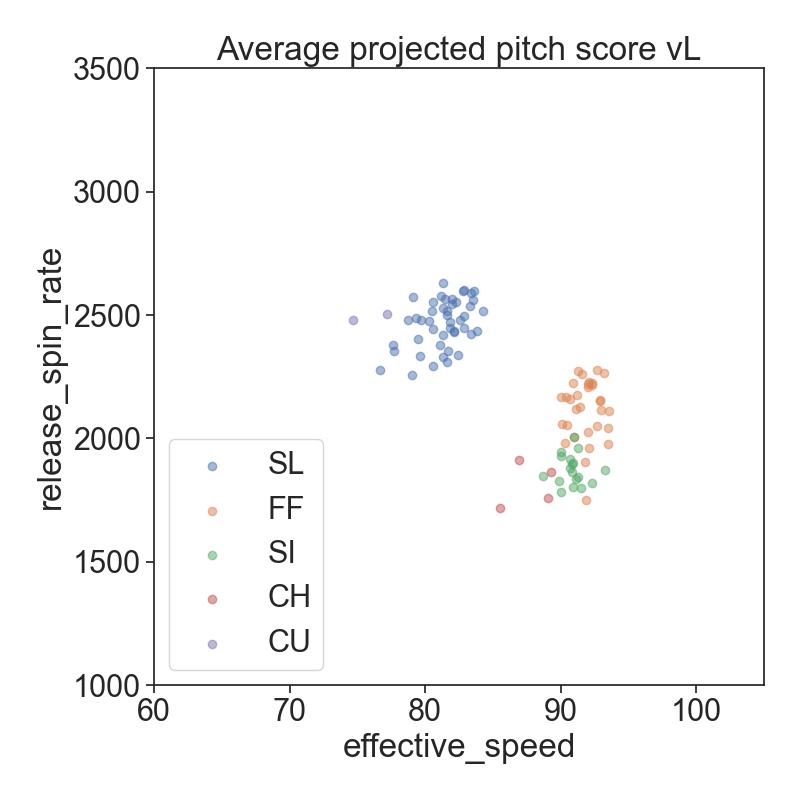 Average projected pitch score vL
3500
3000
2500
2000
1500
1000
release_spin_rate
SL
FF
SI
CH
CU
60
70
80
90
100
effective_speed